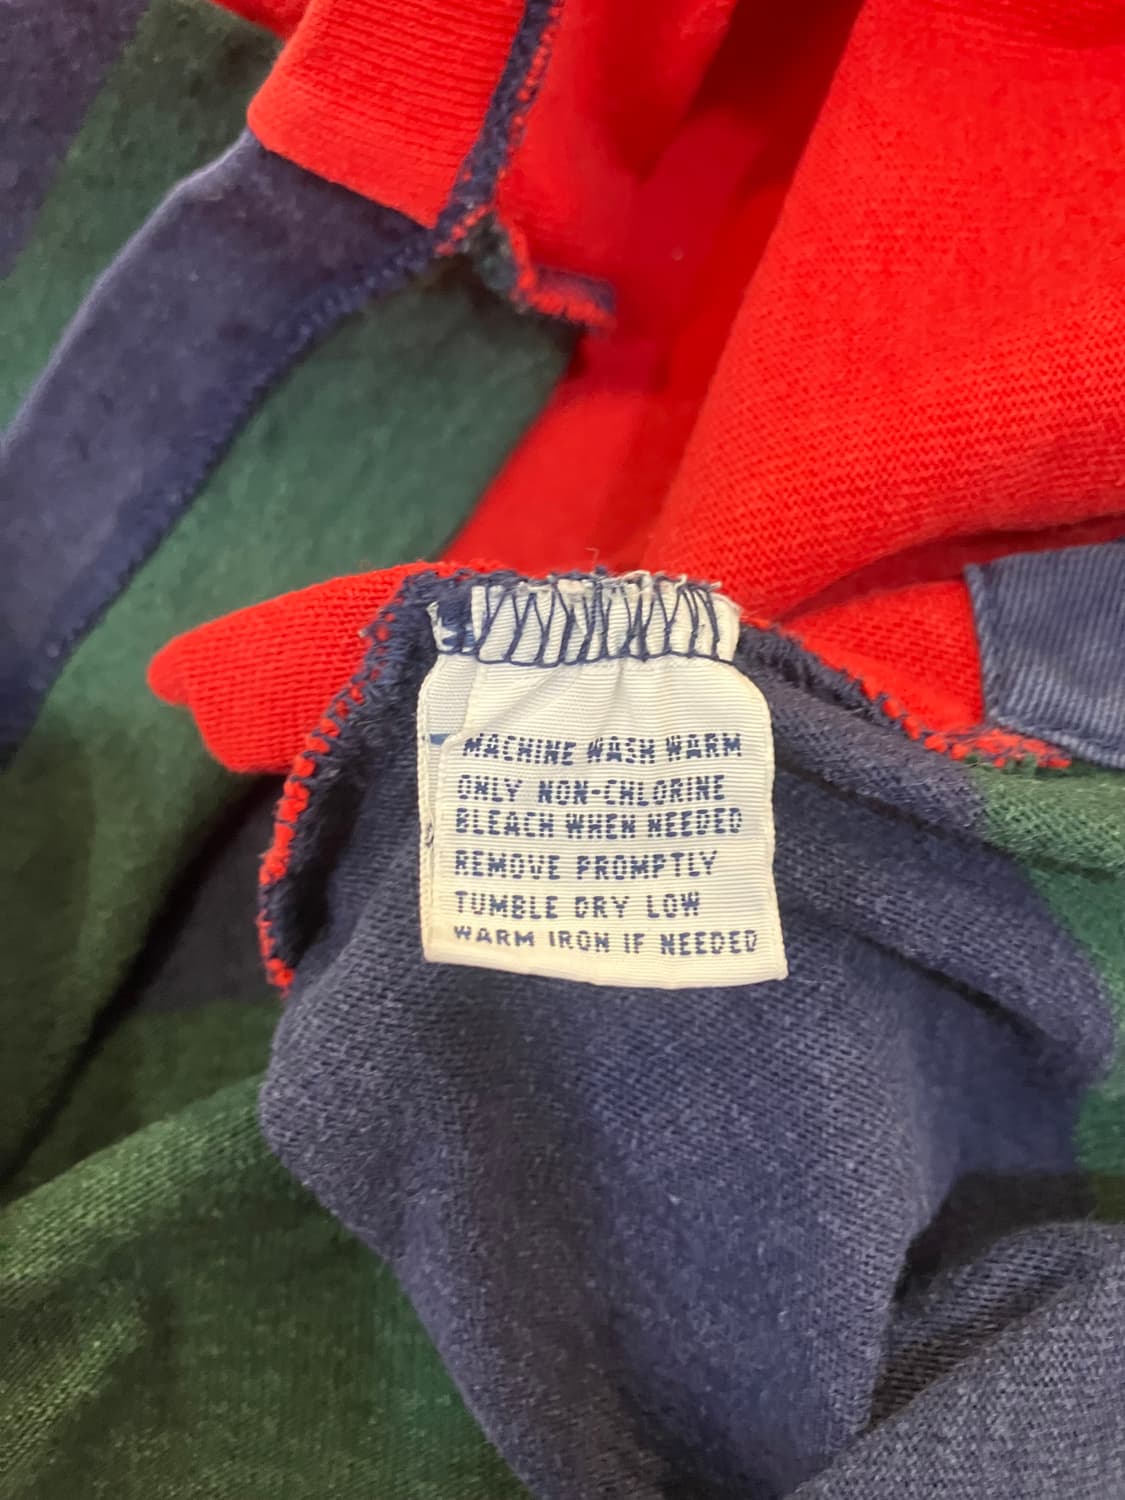 MACHINE WASH WARM
ONLY NON-CHLORINE
BLEACH WHEN NEEDED
REMOVE PROMPTLY
TUMBLE DRY LOW
WARM IRON IF NEEDED